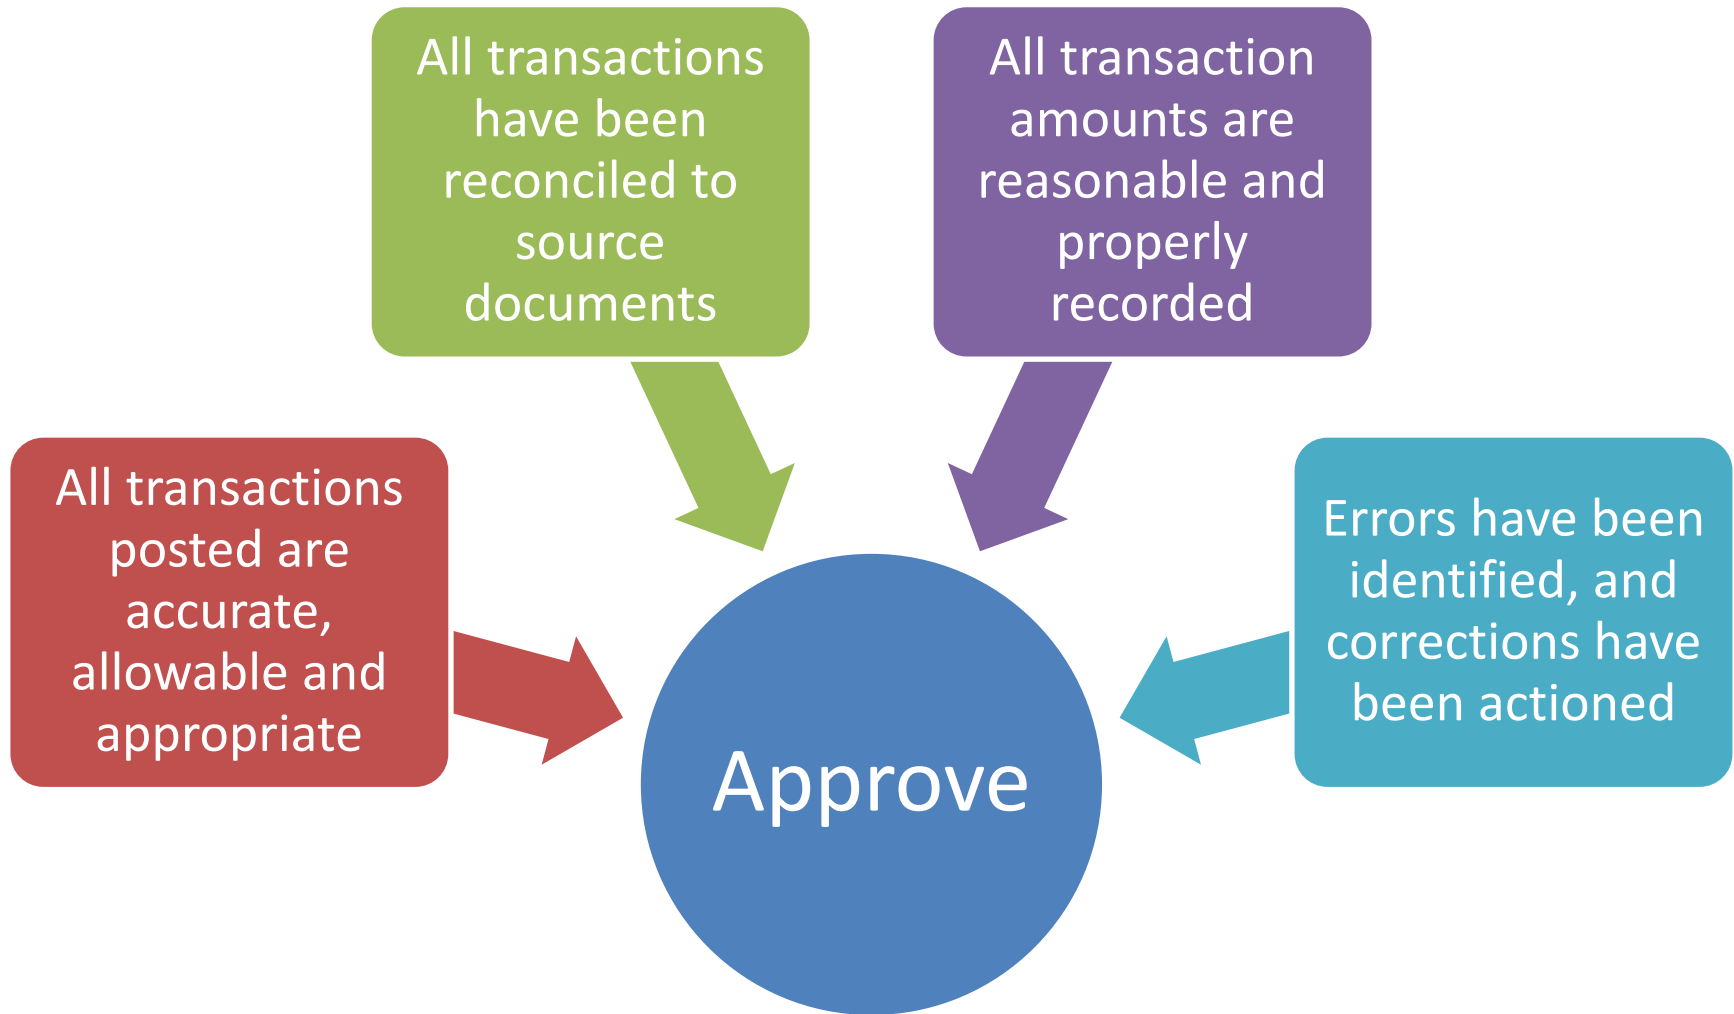 All transactions
have been
reconciled to
source
documents
All transaction
amounts are
reasonable and
properly
recorded
All transactions
posted are
accurate,
allowable and
appropriate
Errors have been
identified, and
corrections have
been actioned
Approve